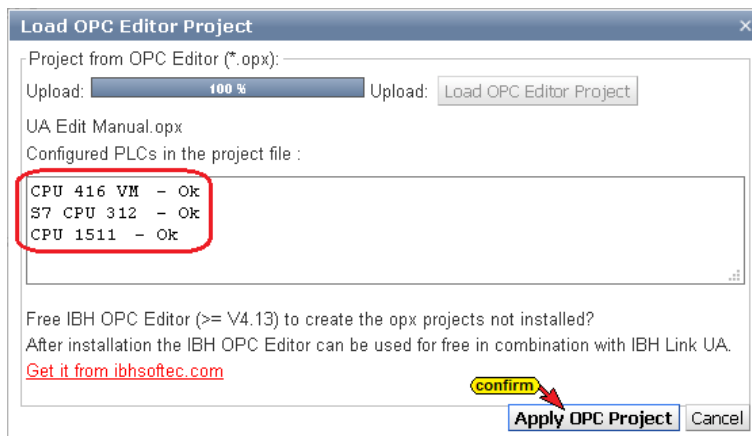 Load OPC Editor Project ×
Project from OPC Editor (*.opx):
Upload: 100 % Upload: Load OPC Editor Project
UA Edit Manual.opx
Configured PLCs in the project file :
CPU 416 VM - Ok
S7 CPU 312 - Ok
CPU 1511 - Ok
Free IBH OPC Editor (>= V4.13) to create the opx projects not installed?
After installation the IBH OPC Editor can be used for free in combination with IBH Link UA.
Get it from ibhsoftec.com
confirm
Apply OPC Project Cancel